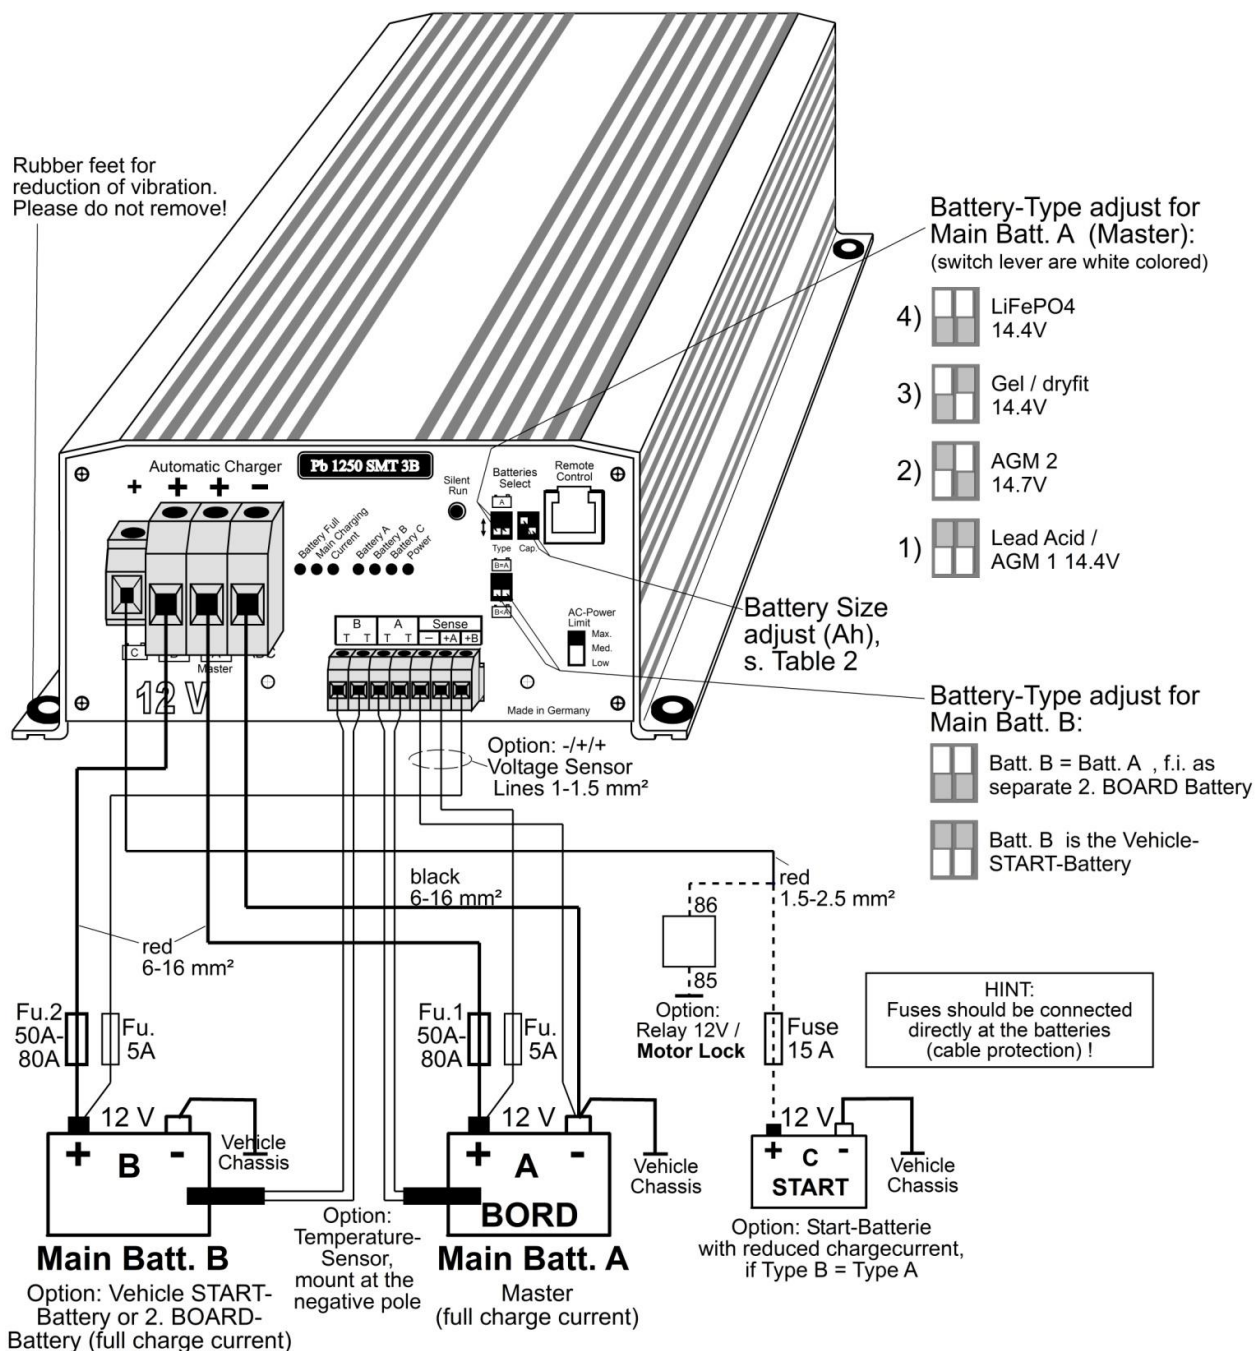 Rubber feet for
reduction of vibration.
Please do not remove!
Battery-Type adjust for
Main Batt. A (Master):
(switch lever are white colored)
4) LiFePO4
14.4V
3) Gel / dryfit
14.4V
2) AGM 2
14.7V
1) Lead Acid /
AGM 1 14.4V
Automatic Charger
+ + + -
Pb 1250 SMT 3B
Silent
Run
Batteries
Select
Remote
Control
A
Type
Cap.
B=A
B<A
Battery Full
Main Charging
Current
Battery A
Battery B
Battery C
Power
AC-Power
Limit
Max.
Med.
Low
B A Sense
T T T T - +A +B
C
Master
12 V
Made in Germany
Battery Size
adjust (Ah),
s. Table 2
Battery-Type adjust for
Main Batt. B:
Batt. B = Batt. A , f.i. as
separate 2. BOARD Battery
Batt. B is the Vehicle-
START-Battery
Option: -/+/+
Voltage Sensor
Lines 1-1.5 mm²
black
6-16 mm²
red
1.5-2.5 mm²
red
6-16 mm²
86
85
Option:
Relay 12V /
Motor Lock
HINT:
Fuses should be connected
directly at the batteries
(cable protection) !
Fu.2
50A-
80A
Fu.
5A
Fu.1
50A-
80A
Fu.
5A
Fuse
15 A
12 V
+ B -
Vehicle
Chassis
12 V
+ A -
BORD
Vehicle
Chassis
12 V
+ C -
START
Vehicle
Chassis
Main Batt. B
Option: Vehicle START-
Battery or 2. BOARD-
Battery (full charge current)
Option:
Temperature-
Sensor,
mount at the
negative pole
Main Batt. A
Master
(full charge current)
Option: Start-Batterie
with reduced chargecurrent,
if Type B = Type A